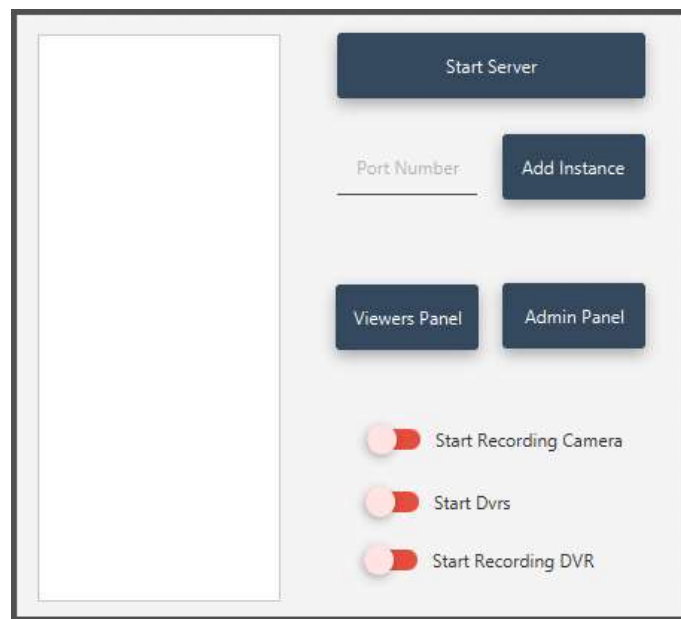 Start Server
Port Number
Add Instance
Viewers Panel
Admin Panel
Start Recording Camera
Start Dvrs
Start Recording DVR